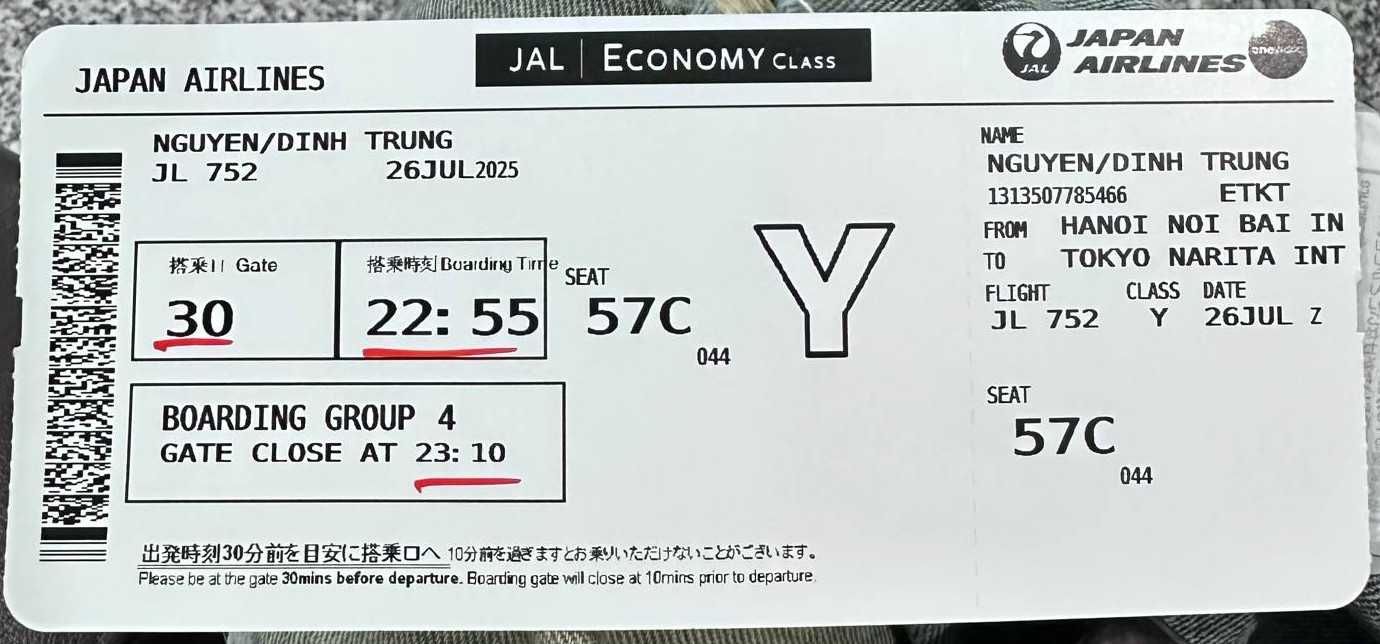 JAPAN AIRLINES
JAL | ECONOMY CLASS
JAL
JAPAN
AIRLINES
oneworld
NGUYEN/DINH TRUNG
JL 752 26JUL2025
搭乗口 Gate
30
搭乗時刻 Boarding Time
22: 55
SEAT
57C
044
Y
BOARDING GROUP 4
GATE CLOSE AT 23: 10
出発時刻30分前を目安に搭乗口へ 10分前を過ぎますとお乗りいただけないことがございます。
Please be at the gate 30mins before departure. Boarding gate will close at 10mins prior to departure.
NAME
NGUYEN/DINH TRUNG
1313507785466 ETKT
FROM HANOI NOI BAI IN
TO TOKYO NARITA INT
FLIGHT CLASS DATE
JL 752 Y 26JUL Z
SEAT
57C
044